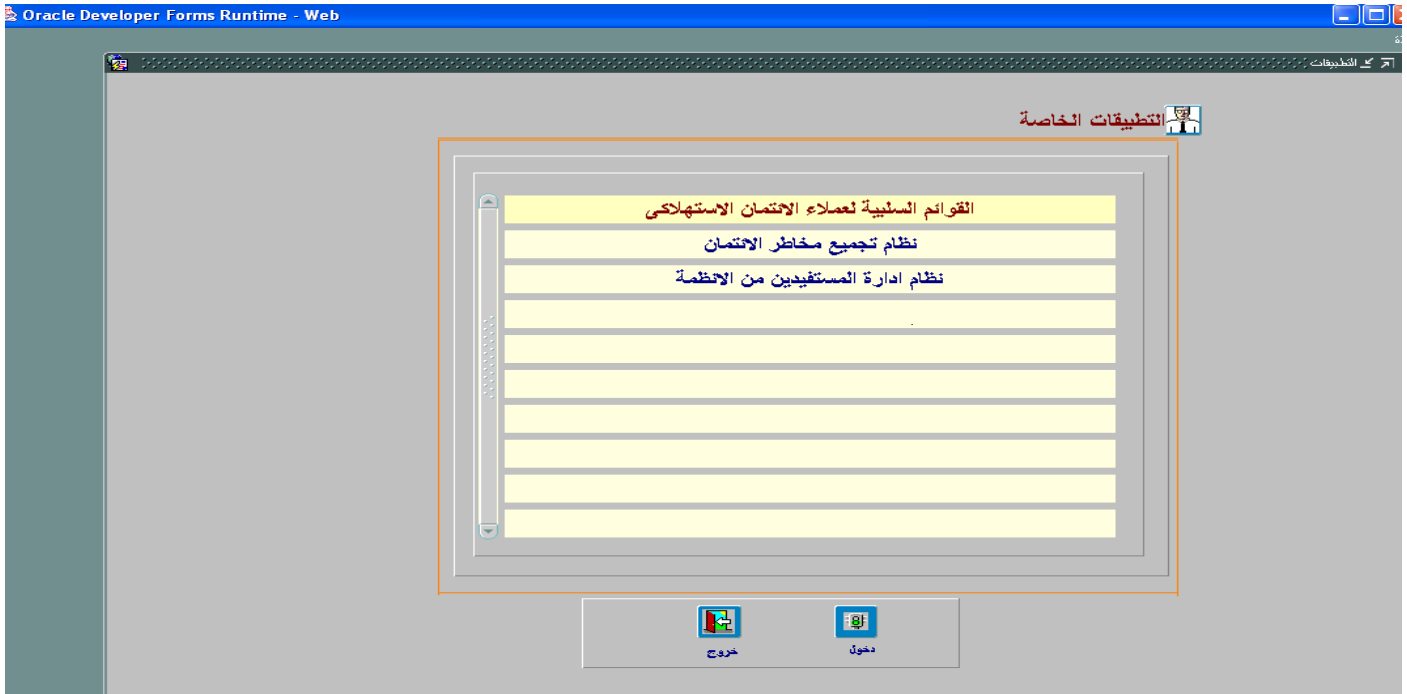 Oracle Developer Forms Runtime - Web
التطبيقات
التطبيقات الخاصة
القوائم السلبية لعملاء الائتمان الاستهلاكى
نظام تجميع مخاطر الائتمان
نظام ادارة المستفيدين من الانظمة
دخول
خروج